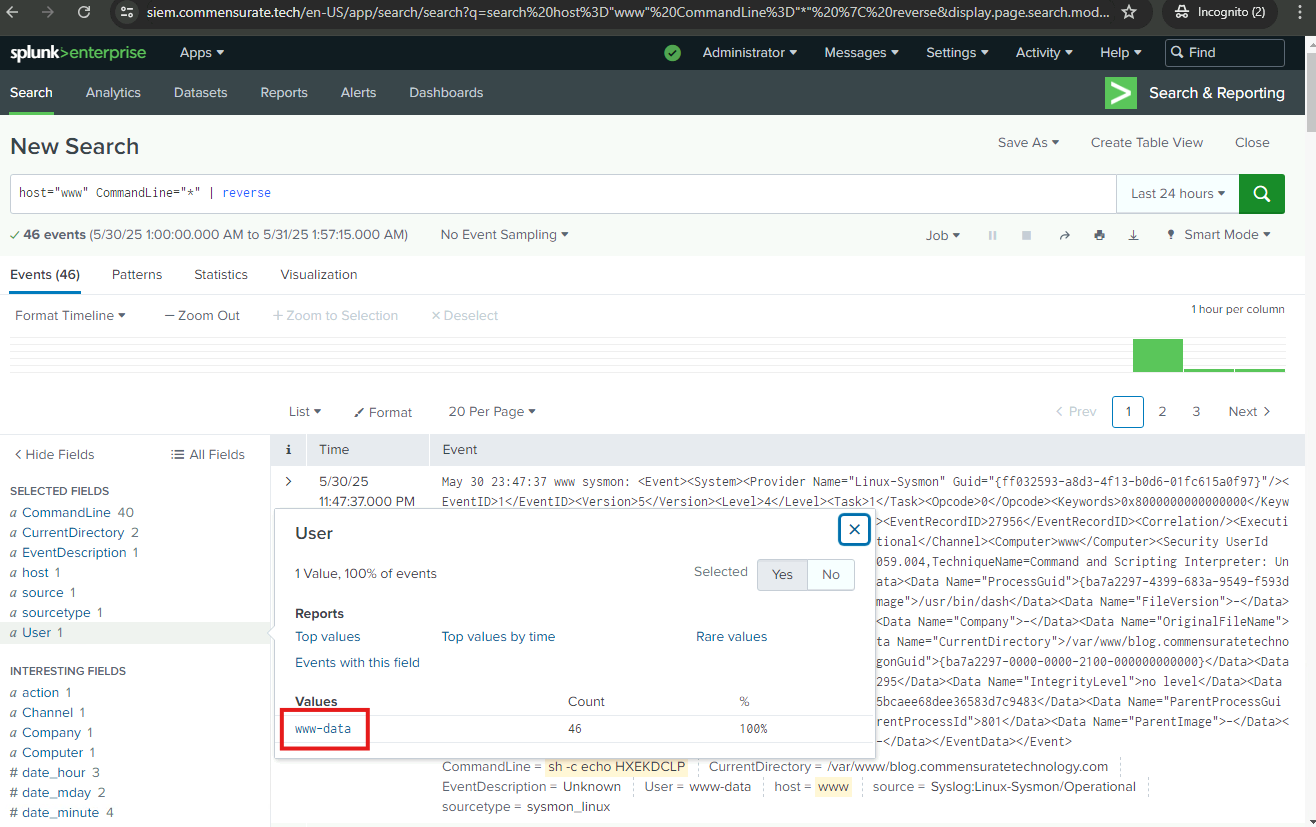 siem.commensurate.tech/en-US/app/search/search?q=search%20host%3D"www"%20CommandLine%3D"*"%20%7C%20reverse&display.page.search.mod... Incognito (2)
splunk>enterprise Apps Administrator Messages Settings Activity Help Find
Search Analytics Datasets Reports Alerts Dashboards Search & Reporting
New Search Save As Create Table View Close
host="www" CommandLine="*" | reverse Last 24 hours
46 events (5/30/25 1:00:00.000 AM to 5/31/25 1:57:15.000 AM) No Event Sampling Job Smart Mode
Events (46) Patterns Statistics Visualization
Format Timeline — Zoom Out + Zoom to Selection × Deselect 1 hour per column
List Format 20 Per Page < Prev 1 2 3 Next >
< Hide Fields All Fields i Time Event
SELECTED FIELDS
a CommandLine 40
a CurrentDirectory 2
a EventDescription 1
a host 1
a source 1
a sourcetype 1
a User 1
INTERESTING FIELDS
a action 1
a Channel 1
a Company 1
a Computer 1
# date_hour 3
# date_mday 2
# date_minute 4
> 5/30/25
11:47:37.000 PM
May 30 23:47:37 www sysmon: <Event><System><Provider Name="Linux-Sysmon" Guid="{ff032593-a8d3-4f13-b0d6-01fc615a0f97}"/><
EventID>1</EventID><Version>5</Version><Level>4</Level><Task>1</Task><Opcode>0</Opcode><Keywords>0x8000000000000000</Keyw
><EventRecordID>27956</EventRecordID><Correlation/><Executi
tional</Channel><Computer>www</Computer><Security UserId
059.004,TechniqueName=Command and Scripting Interpreter: Un
ata><Data Name="ProcessGuid">{ba7a2297-4399-683a-9549-f593d
mage">/usr/bin/dash</Data><Data Name="FileVersion">-</Data>
<Data Name="Company">-</Data><Data Name="OriginalFileName">
ta Name="CurrentDirectory">/var/www/blog.commensuratetechno
ogonGuid">{ba7a2297-0000-0000-2100-000000000000}</Data><Data
295</Data><Data Name="IntegrityLevel">no level</Data><Data
5bcaee68dee36583d7c9483</Data><Data Name="ParentProcessGui
rentProcessId">801</Data><Data Name="ParentImage">-</Data><
-</Data></EventData></Event>
User
1 Value, 100% of events Selected Yes No
Reports
Top values Top values by time Rare values
Events with this field
Values Count %
www-data 46 100%
CommandLine = sh -c echo HXEKDCLP CurrentDirectory = /var/www/blog.commensuratetechnology.com
EventDescription = Unknown User = www-data host = www source = Syslog:Linux-Sysmon/Operational
sourcetype = sysmon_linux